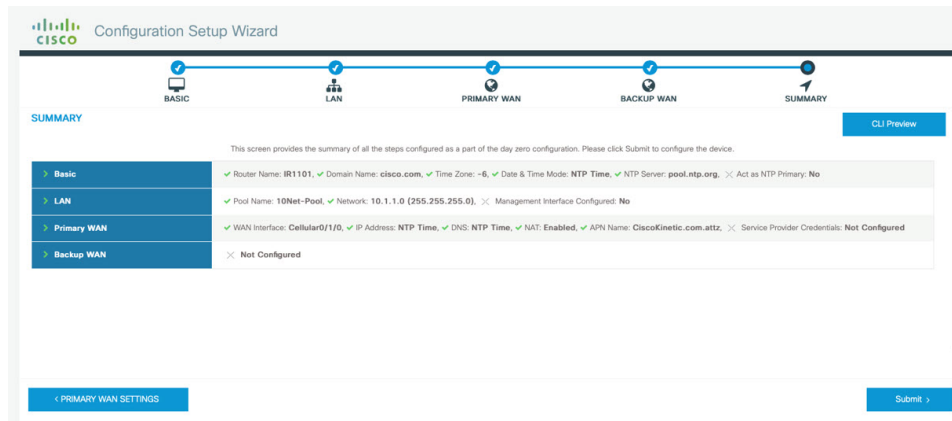 CISCO Configuration Setup Wizard
BASIC LAN PRIMARY WAN BACKUP WAN SUMMARY
SUMMARY
CLI Preview
This screen provides the summary of all the steps configured as a part of the day zero configuration. Please click Submit to configure the device.
> Basic ✓ Router Name: IR1101, ✓ Domain Name: cisco.com, ✓ Time Zone: -6, ✓ Date & Time Mode: NTP Time, ✓ NTP Server: pool.ntp.org, ✕ Act as NTP Primary: No
> LAN ✓ Pool Name: 10Net-Pool, ✓ Network: 10.1.1.0 (255.255.255.0), ✕ Management Interface Configured: No
> Primary WAN ✓ WAN Interface: Cellular0/1/0, ✓ IP Address: NTP Time, ✓ DNS: NTP Time, ✓ NAT: Enabled, ✓ APN Name: CiscoKinetic.com.attz, ✕ Service Provider Credentials: Not Configured
> Backup WAN ✕ Not Configured
< PRIMARY WAN SETTINGS
Submit >